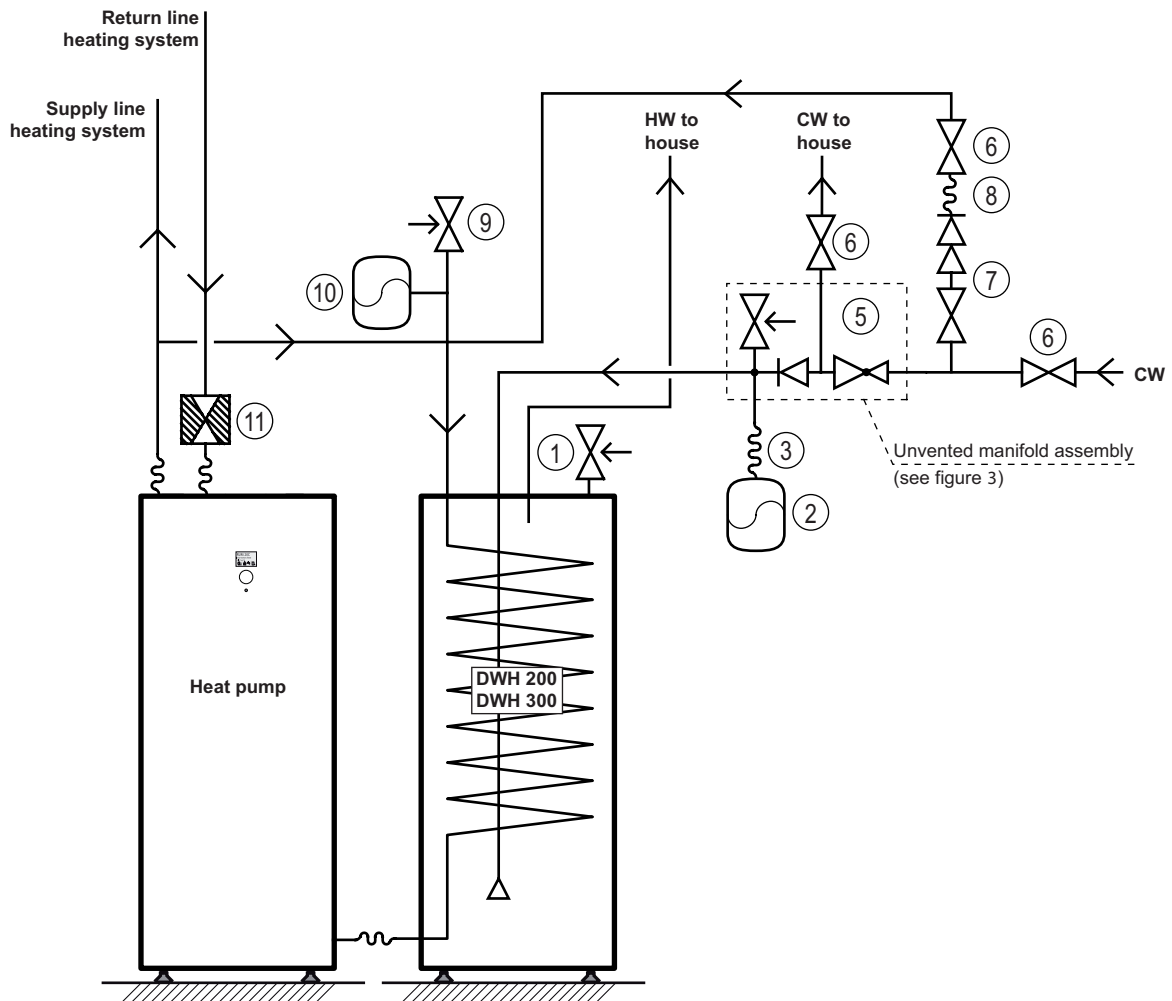 Return line
heating system
Supply line
heating system
HW to
house
CW to
house
6
8
9
6
10
7
5
6
CW
11
1
3
Unvented manifold assembly
(see figure 3)
2
DWH 200
DWH 300
Heat pump